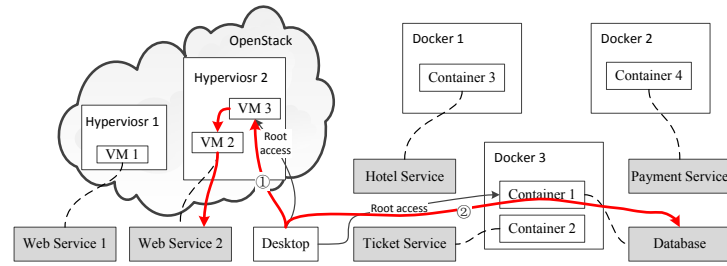 OpenStack
Hyperviosr 2
VM 3
VM 2
Root
access
Hyperviosr 1
VM 1
①
Docker 1
Container 3
Docker 2
Container 4
Hotel Service
Docker 3
Container 1
Container 2
Payment Service
Root access
②
Web Service 1
Web Service 2
Desktop
Ticket Service
Database